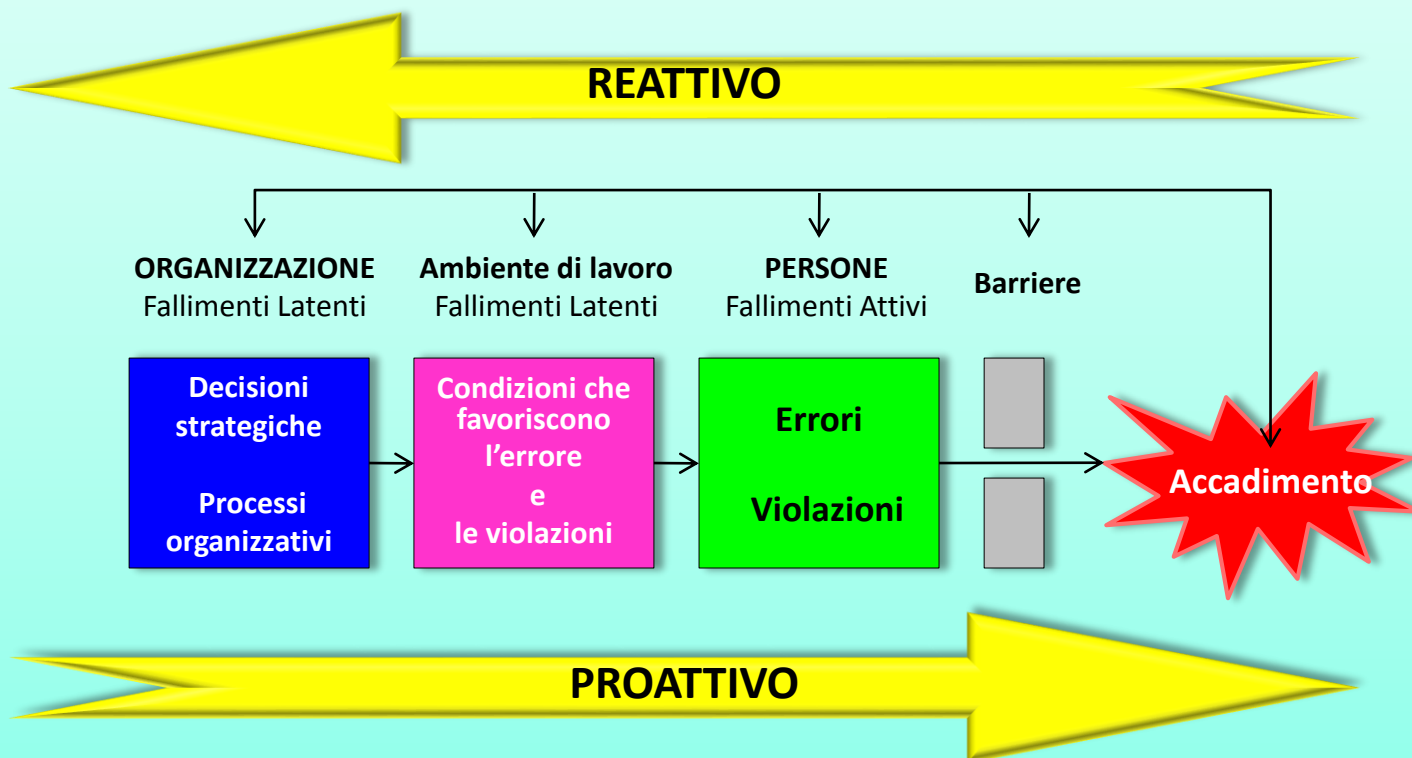 REATTIVO
ORGANIZZAZIONE
Fallimenti Latenti
Ambiente di lavoro
Fallimenti Latenti
PERSONE
Fallimenti Attivi
Barriere
Decisioni
strategiche
Processi
organizzativi
Condizioni che
favoriscono
l’errore
e
le violazioni
Errori
Violazioni
Accadimento
PROATTIVO